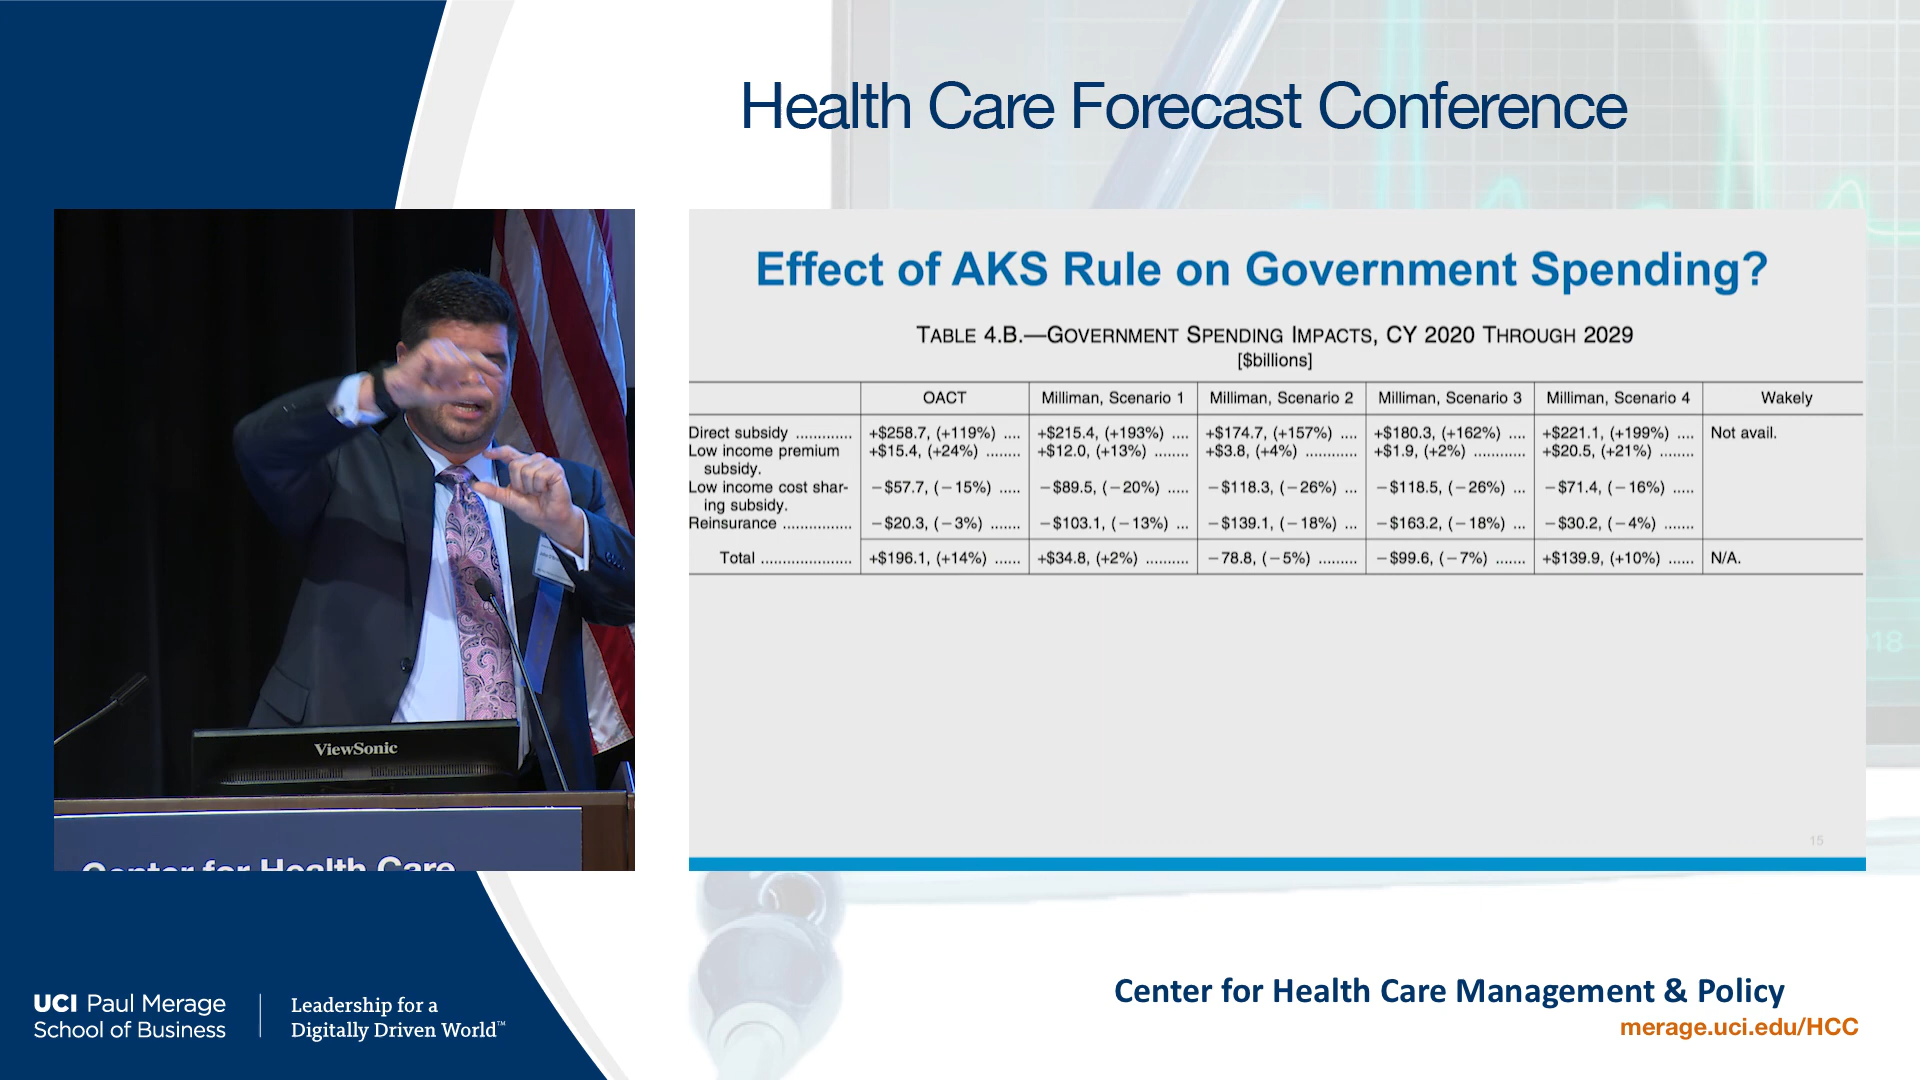 Health Care Forecast Conference
ViewSonic
Center for Health Care
Effect of AKS Rule on Government Spending?
TABLE 4.B.—GOVERNMENT SPENDING IMPACTS, CY 2020 THROUGH 2029
[$billions]
OACT Milliman, Scenario 1 Milliman, Scenario 2 Milliman, Scenario 3 Milliman, Scenario 4 Wakely
Direct subsidy ............. +$258.7, (+119%) .... +$215.4, (+193%) .... +$174.7, (+157%) .... +$180.3, (+162%) .... +$221.1, (+199%) .... Not avail.
Low income premium +$15.4, (+24%) ........ +$12.0, (+13%) ........ +$3.8, (+4%) ............ +$1.9, (+2%) ............ +$20.5, (+21%) ........
subsidy.
Low income cost shar- −$57.7, (−15%) ..... −$89.5, (−20%) ..... −$118.3, (−26%) ... −$118.5, (−26%) ... −$71.4, (−16%) .....
ing subsidy.
Reinsurance ................ −$20.3, (−3%) ....... −$103.1, (−13%) ... −$139.1, (−18%) ... −$163.2, (−18%) ... −$30.2, (−4%) .......
Total ..................... +$196.1, (+14%) ...... +$34.8, (+2%) .......... −78.8, (−5%) ......... −$99.6, (−7%) ....... +$139.9, (+10%) ...... N/A.
15
18
UCI Paul Merage
School of Business
Leadership for a
Digitally Driven World™
Center for Health Care Management & Policy
merage.uci.edu/HCC